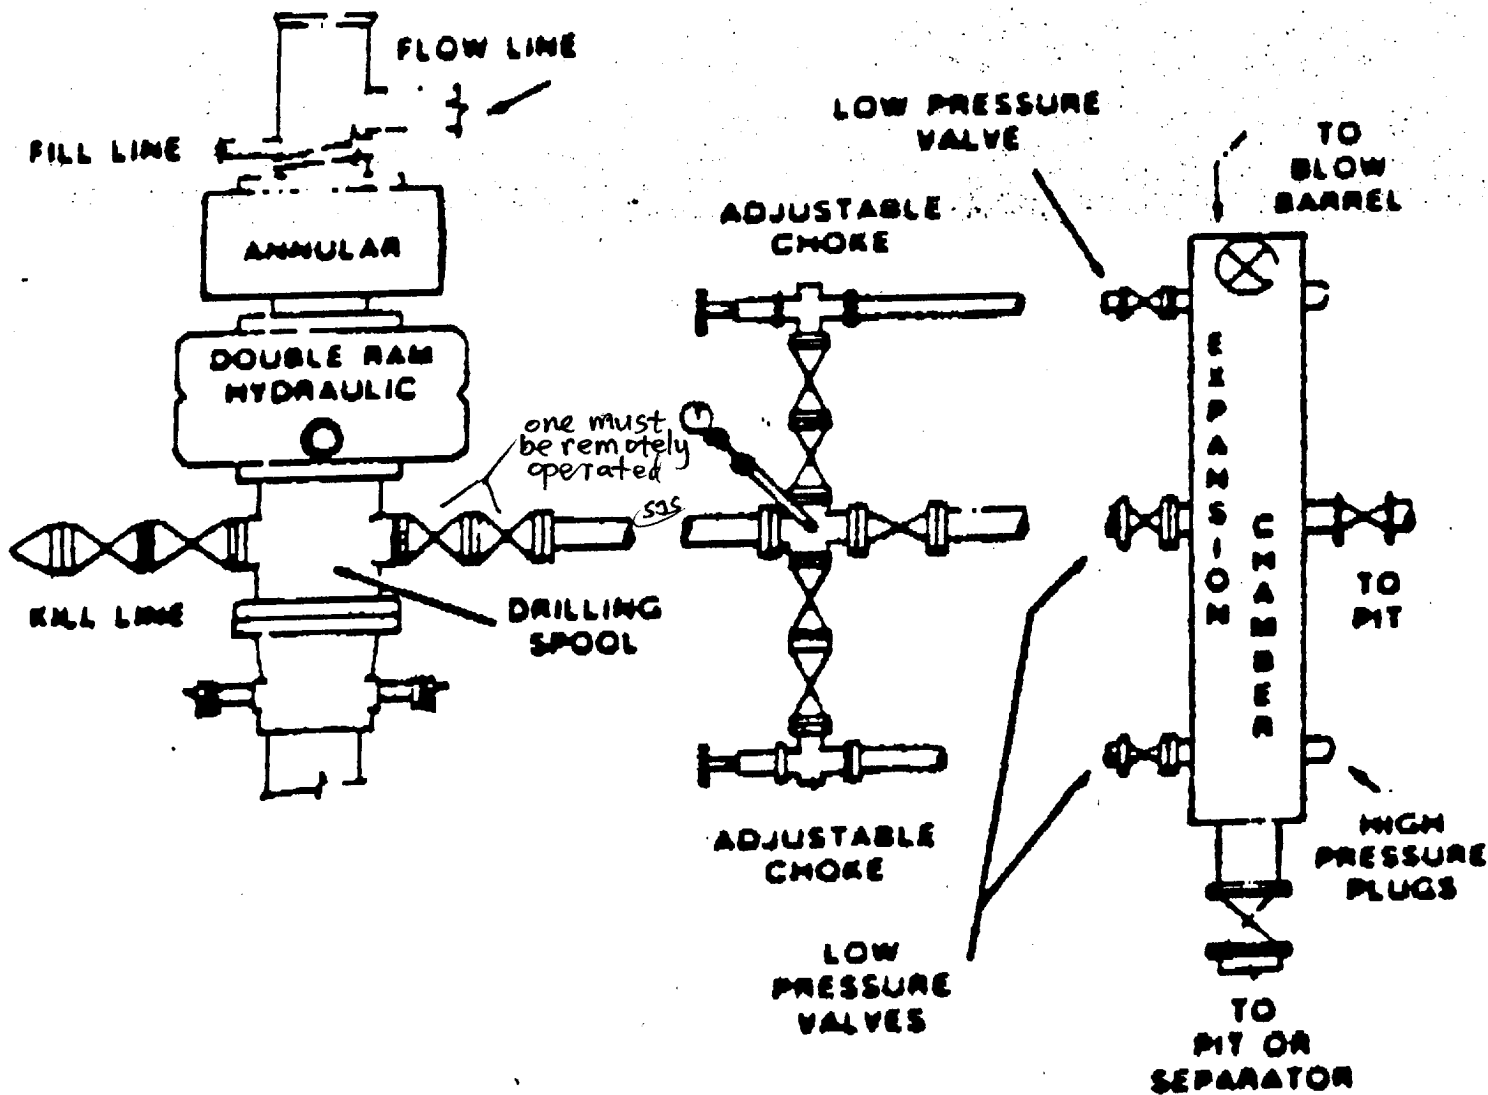 FLOW LINE
FILL LINE
ANNULAR
DOUBLE RAM
HYDRAULIC
one must
be remotely
operated
SJS
KILL LINE
DRILLING
SPOOL
ADJUSTABLE
CHOKE
LOW PRESSURE
VALVE
TO
BLOW
BARREL
EXPANSION
CHAMBER
TO
PIT
ADJUSTABLE
CHOKE
HIGH
PRESSURE
PLUGS
LOW
PRESSURE
VALVES
TO
PIT OR
SEPARATOR